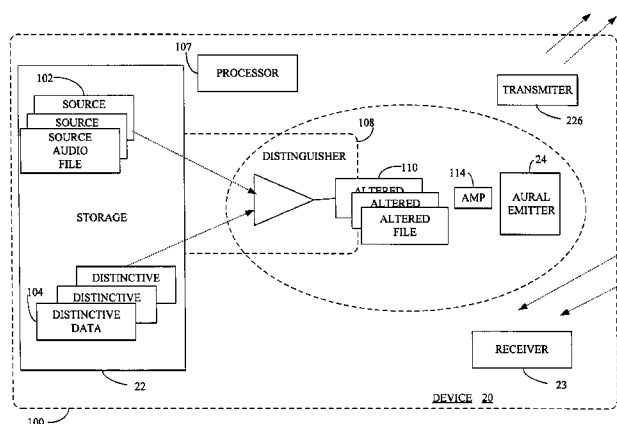 107
PROCESSOR
102
SOURCE
SOURCE
SOURCE
AUDIO
FILE
TRANSMITER
226
108
DISTINGUISHER
110
ALTERED
ALTERED
ALTERED
FILE
114
AMP
24
AURAL
EMITTER
STORAGE
DISTINCTIVE
DISTINCTIVE
104
DISTINCTIVE
DATA
22
RECEIVER
23
DEVICE 20
100